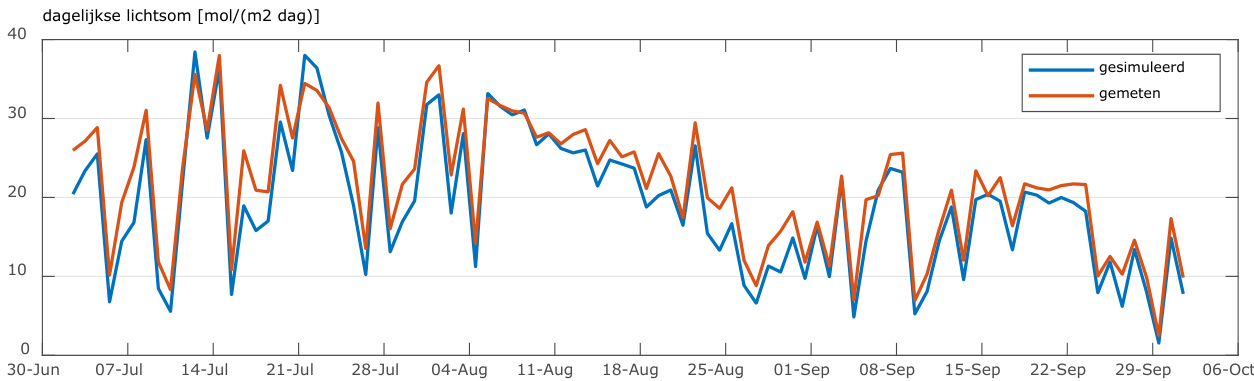 dagelijkse lichtsom [mol/(m2 dag)]
40
gesimuleerd
gemeten
30
20
10
0
30-Jun 07-Jul 14-Jul 21-Jul 28-Jul 04-Aug 11-Aug 18-Aug 25-Aug 01-Sep 08-Sep 15-Sep 22-Sep 29-Sep 06-Oct